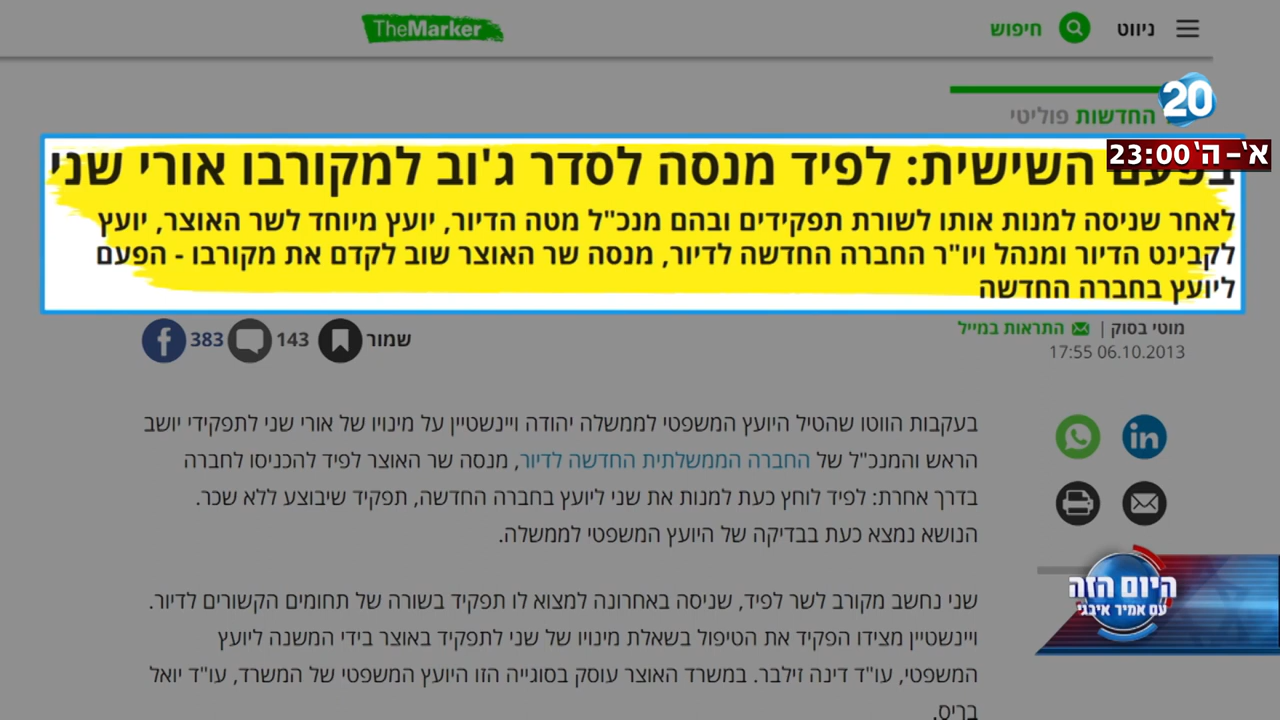 TheMarker
ניווט
חיפוש
20
החדשות פוליטי
א'-ה' 23:00
בפעם השישית: לפיד מנסה לסדר ג'וב למקורבו אורי שני
לאחר שניסה למנות אותו לשורת תפקידים ובהם מנכ"ל מטה הדיור, יועץ מיוחד לשר האוצר, יועץ
לקבינט הדיור ומנהל ויו"ר החברה החדשה לדיור, מנסה שר האוצר שוב לקדם את מקורבו - הפעם
ליועץ בחברה החדשה
מוטי בסוק | התראות במייל
17:55 06.10.2013
שמור
143
383
בעקבות הווטו שהטיל היועץ המשפטי לממשלה יהודה ויינשטיין על מינויו של אורי שני לתפקידי יושב
הראש והמנכ"ל של החברה הממשלתית החדשה לדיור, מנסה שר האוצר לפיד להכניסו לחברה
בדרך אחרת: לפיד לוחץ כעת למנות את שני ליועץ בחברה החדשה, תפקיד שיבוצע ללא שכר.
הנושא נמצא כעת בבדיקה של היועץ המשפטי לממשלה.
שני נחשב מקורב לשר לפיד, שניסה באחרונה למצוא לו תפקיד בשורה של תחומים הקשורים לדיור.
ויינשטיין מצידו הפקיד את הטיפול בשאלת מינויו של שני לתפקיד באוצר בידי המשנה ליועץ
המשפטי, עו"ד דינה זילבר. במשרד האוצר עוסק בסוגייה הזו היועץ המשפטי של המשרד, עו"ד יואל
בריס.
היום הזה
עם אמיר איבגי